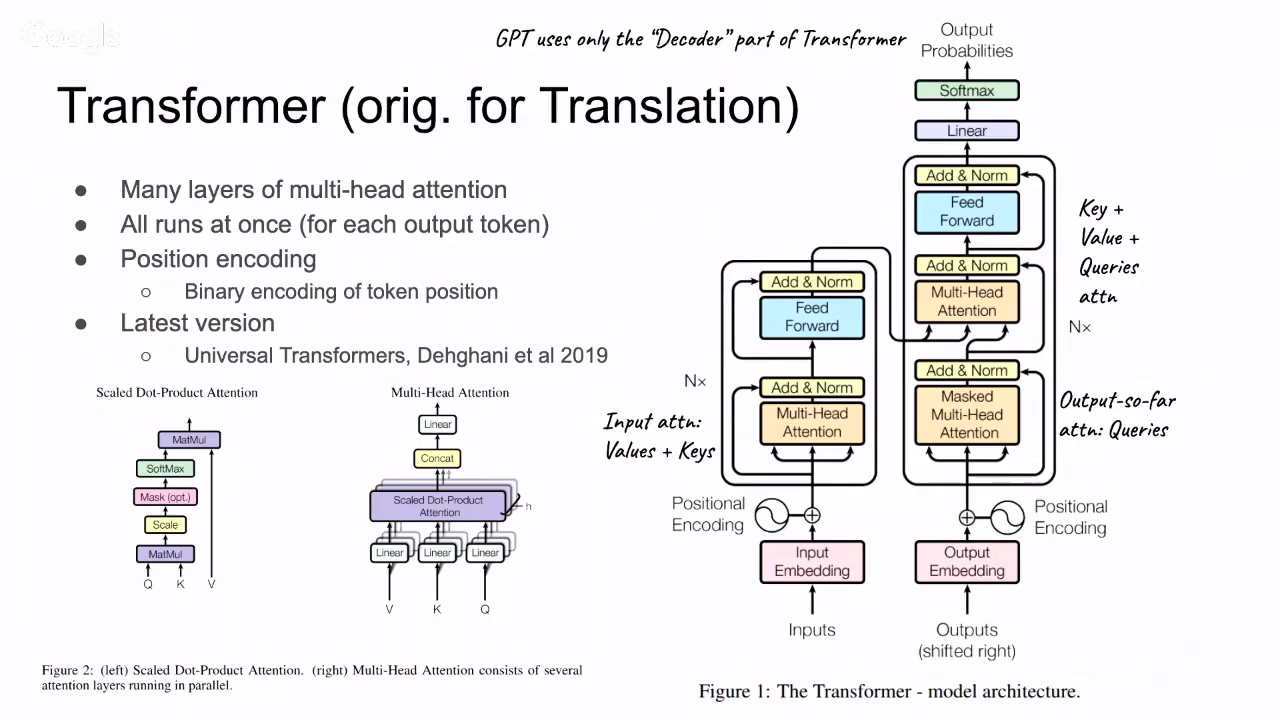 Google
GPT uses only the “Decoder” part of Transformer
Transformer (orig. for Translation)
● Many layers of multi-head attention
● All runs at once (for each output token)
● Position encoding
○ Binary encoding of token position
● Latest version
○ Universal Transformers, Dehghani et al 2019
Scaled Dot-Product Attention
MatMul
SoftMax
Mask (opt.)
Scale
MatMul
Q K V
Multi-Head Attention
Linear
Concat
Scaled Dot-Product
Attention
h
Linear Linear Linear
V K Q
Figure 2: (left) Scaled Dot-Product Attention. (right) Multi-Head Attention consists of several
attention layers running in parallel.
Output
Probabilities
Softmax
Linear
Add & Norm
Feed
Forward
Add & Norm
Multi-Head
Attention
Add & Norm
Masked
Multi-Head
Attention
Nx
Key +
Value +
Queries
attn
Output-so-far
attn: Queries
Add & Norm
Feed
Forward
Add & Norm
Multi-Head
Attention
Nx
Input attn:
Values + Keys
Positional
Encoding
Positional
Encoding
Input
Embedding
Output
Embedding
Inputs
Outputs
(shifted right)
Figure 1: The Transformer - model architecture.